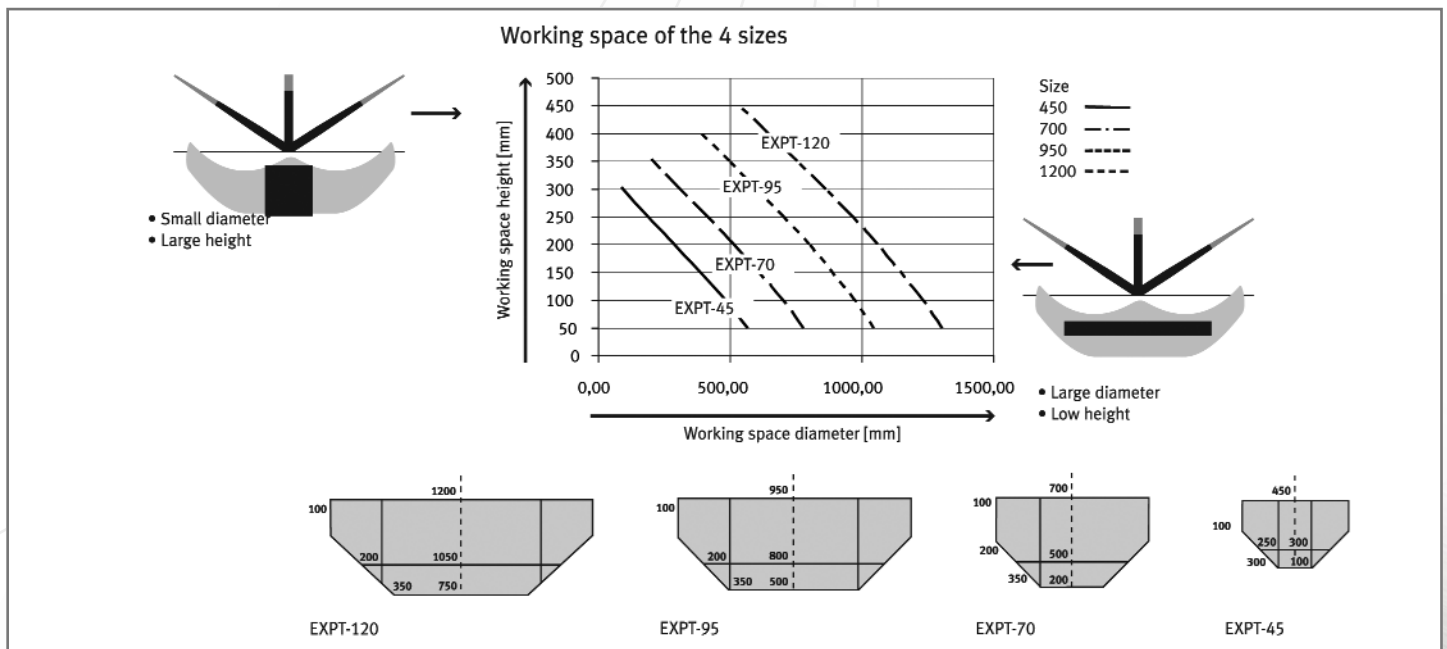 Working space of the 4 sizes
• Small diameter
• Large height
Working space height [mm]
500
450
400
350
300
250
200
150
100
50
0
EXPT-120
EXPT-95
EXPT-70
EXPT-45
0,00 500,00 1000,00 1500,00
Working space diameter [mm]
Size
450
700
950
1200
• Large diameter
• Low height
1200
100
200 1050
350 750
EXPT-120
950
100
200 800
350 500
EXPT-95
700
100
200 500
350 200
EXPT-70
450
100
250 300
300 100
EXPT-45